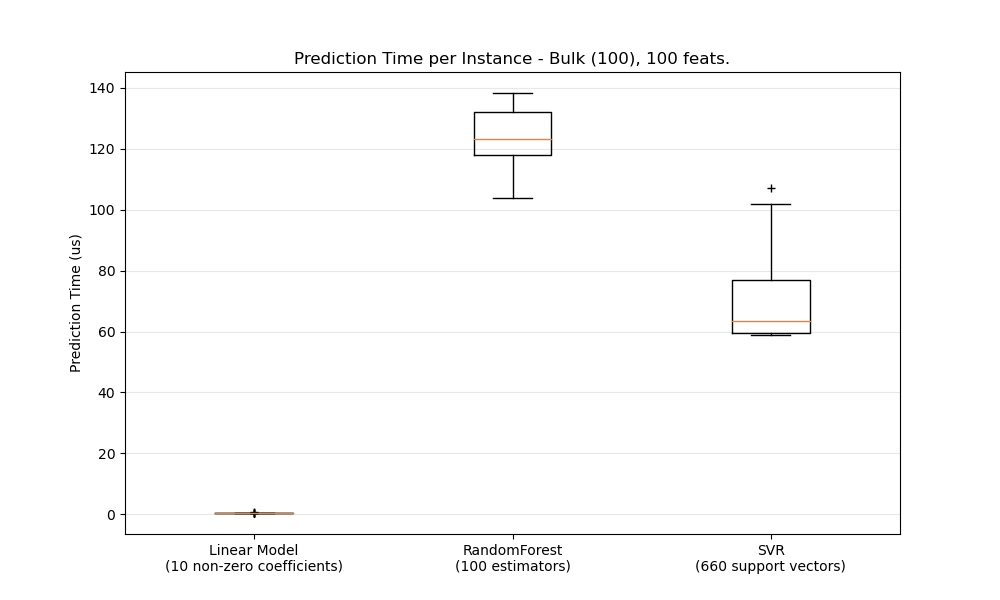 Prediction Time per Instance - Bulk (100), 100 feats.
Prediction Time (us)
140
120
100
80
60
40
20
0
Linear Model
(10 non-zero coefficients)
RandomForest
(100 estimators)
SVR
(660 support vectors)